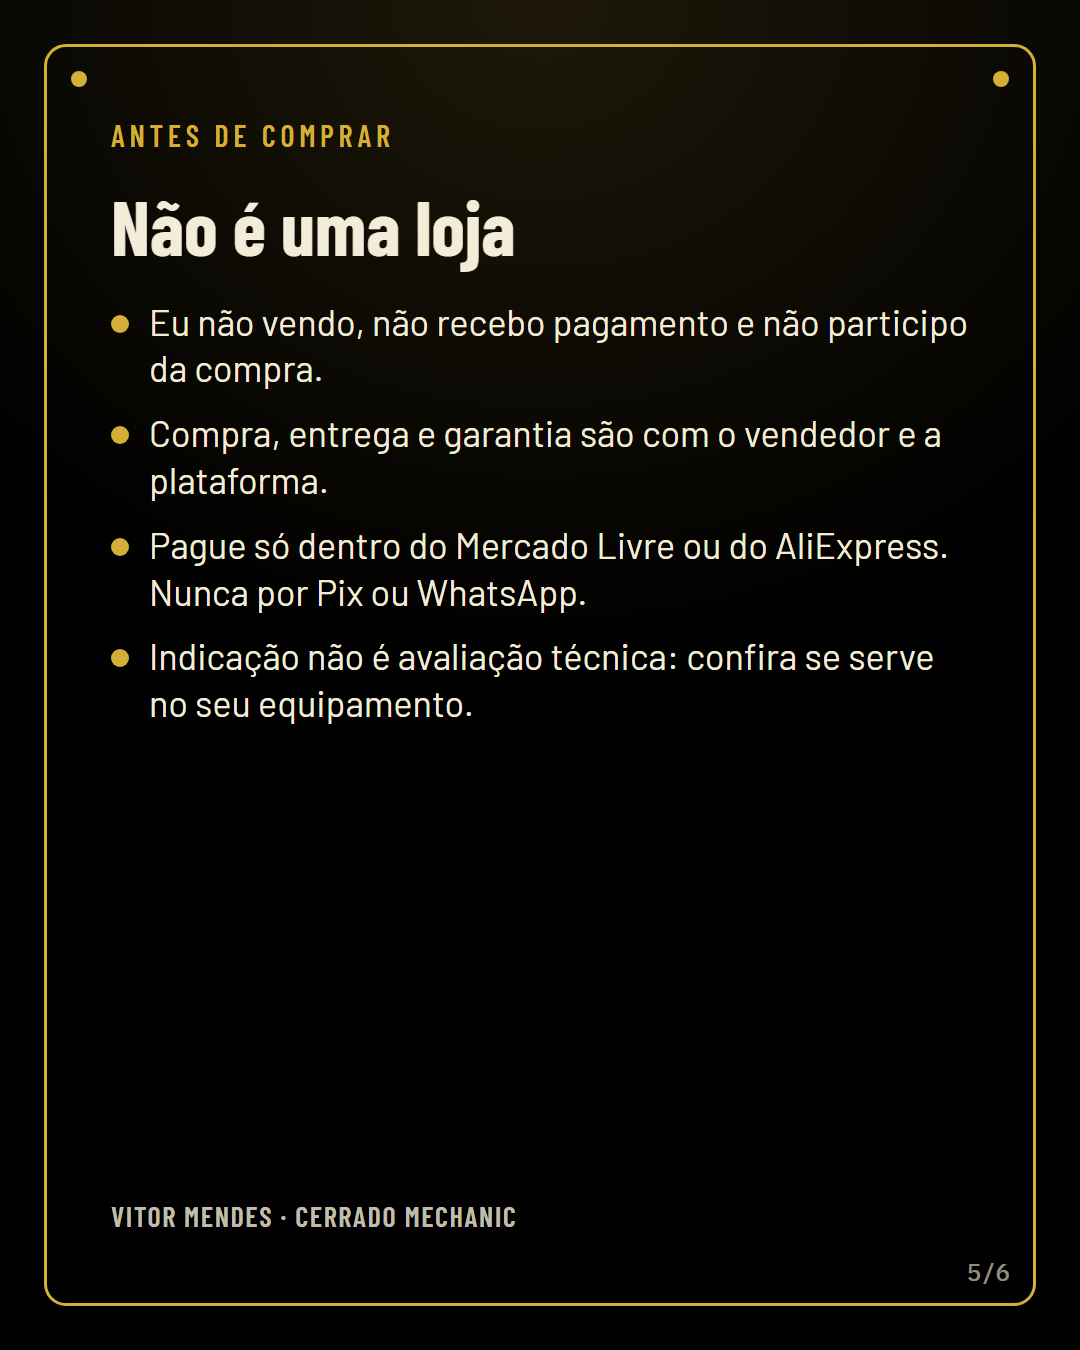 ANTES DE COMPRAR
Não é uma loja
Eu não vendo, não recebo pagamento e não participo
da compra.
Compra, entrega e garantia são com o vendedor e a
plataforma.
Pague só dentro do Mercado Livre ou do AliExpress.
Nunca por Pix ou WhatsApp.
Indicação não é avaliação técnica: confira se serve
no seu equipamento.
VITOR MENDES · CERRADO MECHANIC
5/6